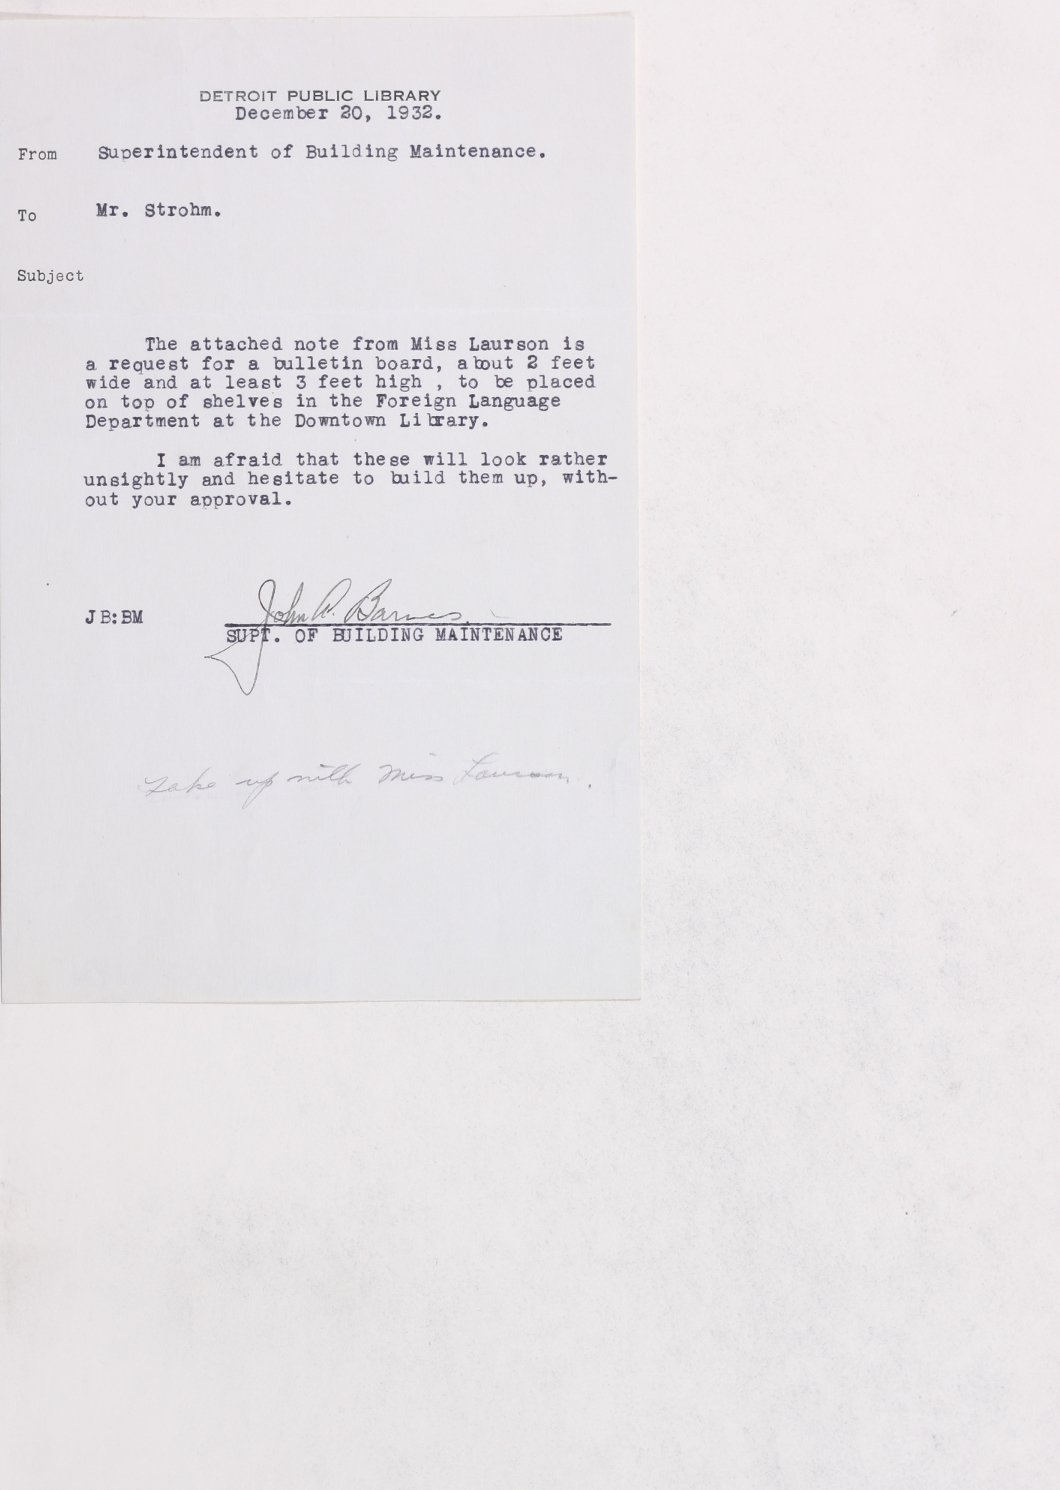 DETROIT PUBLIC LIBRARY
December 20, 1932.
From Superintendent of Building Maintenance.
To Mr. Strohm.
Subject
The attached note from Miss Laurson is
a request for a bulletin board, about 2 feet
wide and at least 3 feet high , to be placed
on top of shelves in the Foreign Language
Department at the Downtown Library.
I am afraid that these will look rather
unsightly and hesitate to build them up, with-
out your approval.
John A. Barnes.
JB:BM
SUPT. OF BUILDING MAINTENANCE
Take up with Miss Laurson.